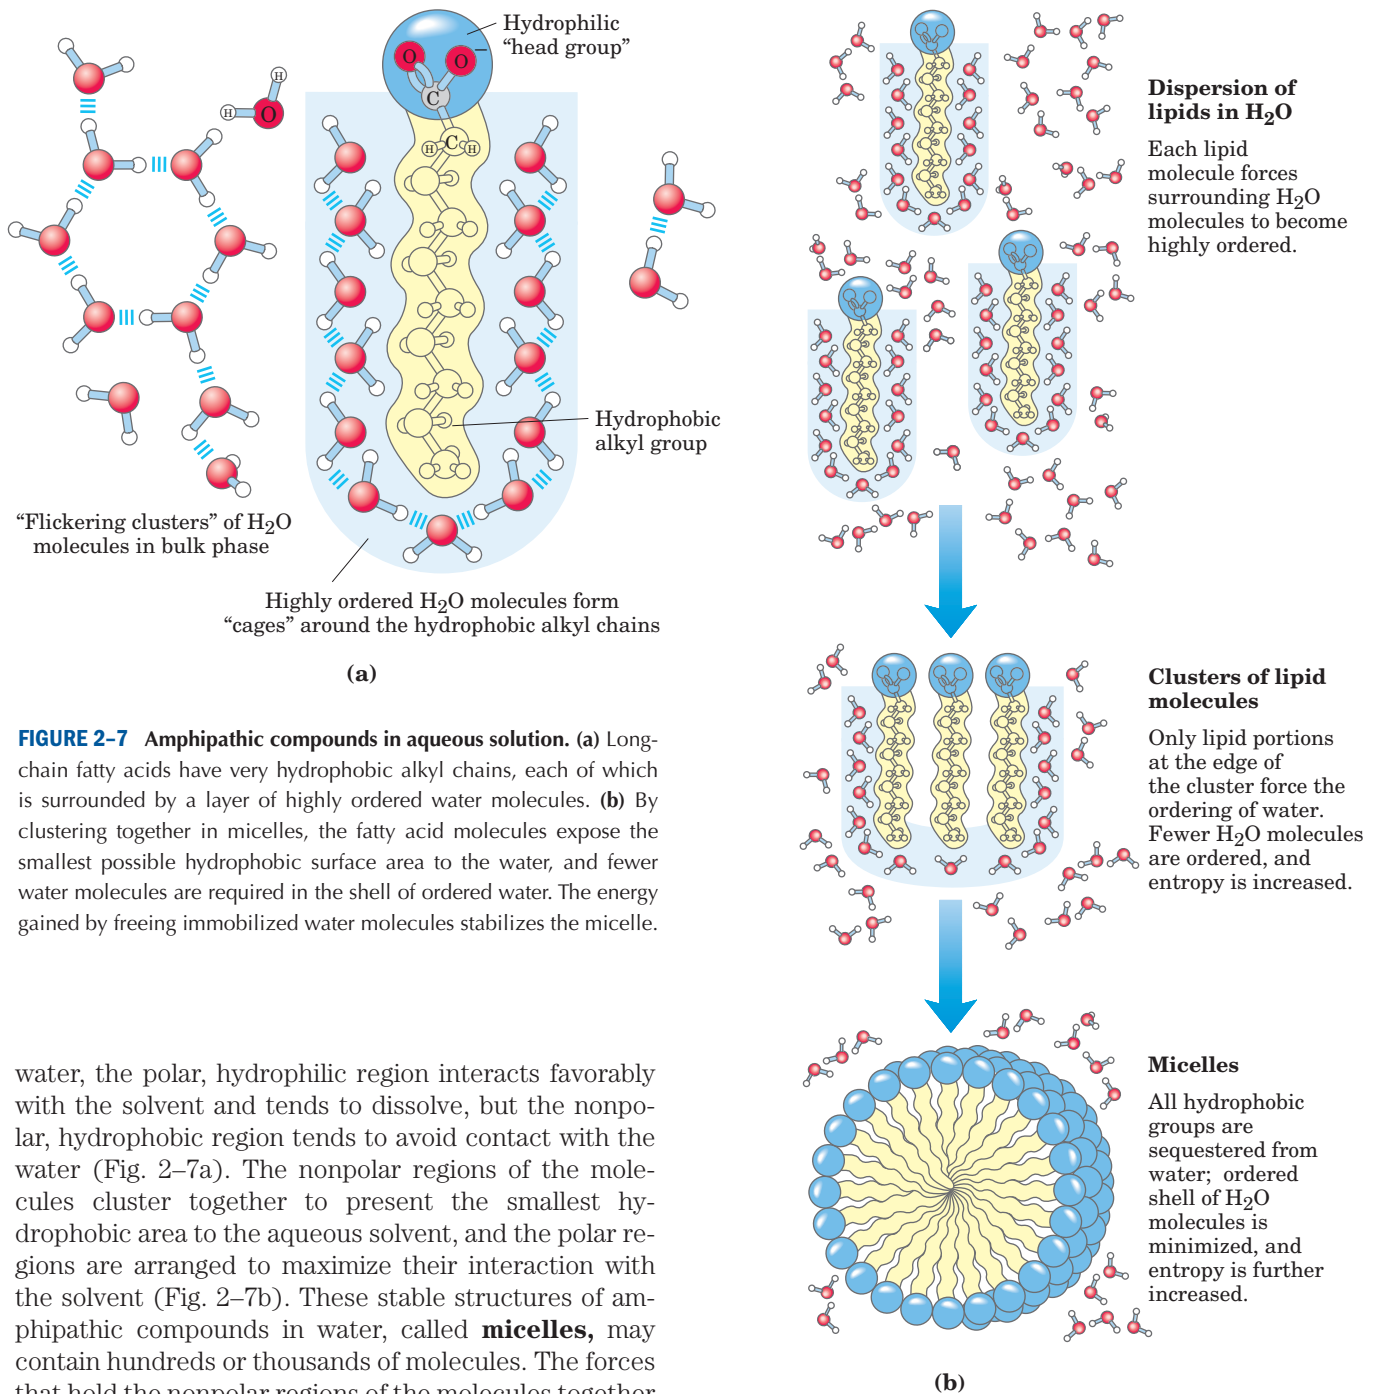 Hydrophilic
“head group”
O
O
–
C
H
C
H
H
O
H
Hydrophobic
alkyl group
“Flickering clusters” of H2O
molecules in bulk phase
Highly ordered H2O molecules form
“cages” around the hydrophobic alkyl chains
(a)
FIGURE 2–7 Amphipathic compounds in aqueous solution. (a) Long-
chain fatty acids have very hydrophobic alkyl chains, each of which
is surrounded by a layer of highly ordered water molecules. (b) By
clustering together in micelles, the fatty acid molecules expose the
smallest possible hydrophobic surface area to the water, and fewer
water molecules are required in the shell of ordered water. The energy
gained by freeing immobilized water molecules stabilizes the micelle.
water, the polar, hydrophilic region interacts favorably
with the solvent and tends to dissolve, but the nonpo-
lar, hydrophobic region tends to avoid contact with the
water (Fig. 2–7a). The nonpolar regions of the mole-
cules cluster together to present the smallest hy-
drophobic area to the aqueous solvent, and the polar re-
gions are arranged to maximize their interaction with
the solvent (Fig. 2–7b). These stable structures of am-
phipathic compounds in water, called micelles, may
contain hundreds or thousands of molecules. The forces
that hold the nonpolar regions of the molecules together
Dispersion of
lipids in H2O
Each lipid
molecule forces
surrounding H2O
molecules to become
highly ordered.
Clusters of lipid
molecules
Only lipid portions
at the edge of
the cluster force the
ordering of water.
Fewer H2O molecules
are ordered, and
entropy is increased.
Micelles
All hydrophobic
groups are
sequestered from
water; ordered
shell of H2O
molecules is
minimized, and
entropy is further
increased.
(b)